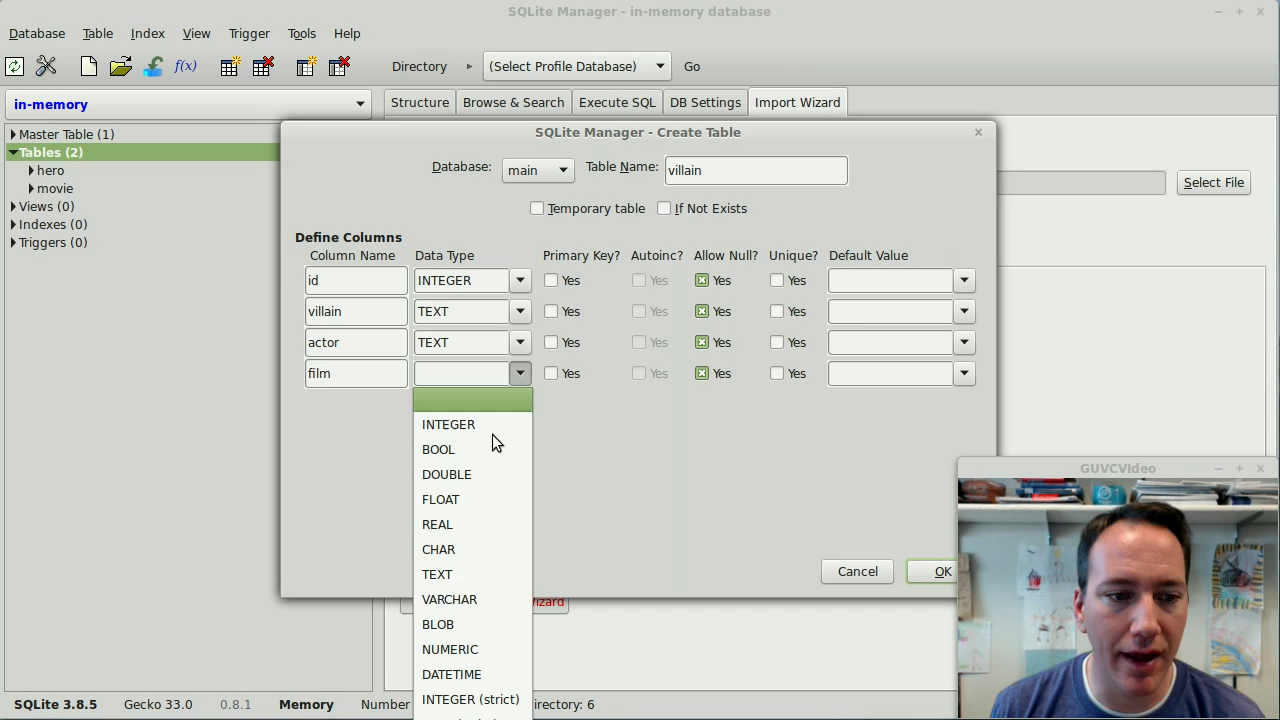 SQLite Manager - in-memory database
Database Table Index View Trigger Tools Help
f(x) Directory (Select Profile Database) Go
in-memory
Structure Browse & Search Execute SQL DB Settings Import Wizard
Master Table (1)
Tables (2)
hero
movie
Views (0)
Indexes (0)
Triggers (0)
Select File
SQLite Manager - Create Table
Database: main Table Name: villain
Temporary table If Not Exists
Define Columns
Column Name Data Type Primary Key? Autoinc? Allow Null? Unique? Default Value
id INTEGER Yes Yes Yes Yes
villain TEXT Yes Yes Yes Yes
actor TEXT Yes Yes Yes Yes
film Yes Yes Yes Yes
INTEGER
BOOL
DOUBLE
FLOAT
REAL
CHAR
TEXT
VARCHAR
BLOB
NUMERIC
DATETIME
INTEGER (strict)
Cancel OK
GUVCVideo
SQLite 3.8.5 Gecko 33.0 0.8.1 Memory Number irectory: 6